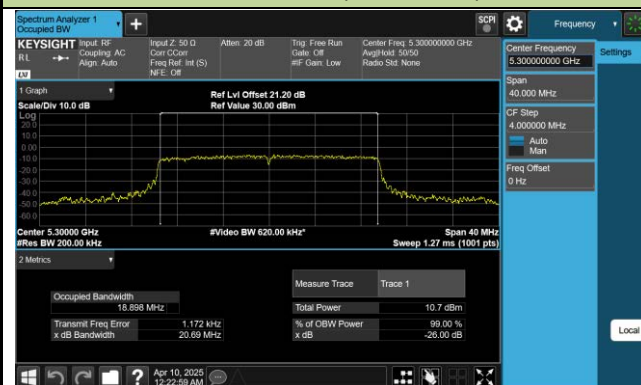 Spectrum Analyzer 1
Occupied BW
SCPI
Frequency
KEYSIGHT
RL
LXI
Input: RF
Coupling: AC
Align: Auto
Input Z: 50 Ω
Corr CCorr
Freq Ref: Int (S)
NFE: Off
Atten: 20 dB
Trig: Free Run
Gate: Off
#IF Gain: Low
Center Freq: 5.300000000 GHz
Avg|Hold: 50/50
Radio Std: None
Center Frequency
5.300000000 GHz
Settings
Span
40.000 MHz
CF Step
4.000000 MHz
Auto
Man
Freq Offset
0 Hz
1 Graph
Scale/Div 10.0 dB
Ref Lvl Offset 21.20 dB
Ref Value 30.00 dBm
Log
20.0
10.0
0.00
-10.0
-20.0
-30.0
-40.0
-50.0
-60.0
Center 5.30000 GHz
#Res BW 200.00 kHz
#Video BW 620.00 kHz*
Span 40 MHz
Sweep 1.27 ms (1001 pts)
2 Metrics
Measure Trace
Trace 1
Occupied Bandwidth
18.898 MHz
Total Power
10.7 dBm
Transmit Freq Error
1.172 kHz
% of OBW Power
99.00 %
x dB Bandwidth
20.69 MHz
x dB
-26.00 dB
Local
?
Apr 10, 2025
12:22:59 AM